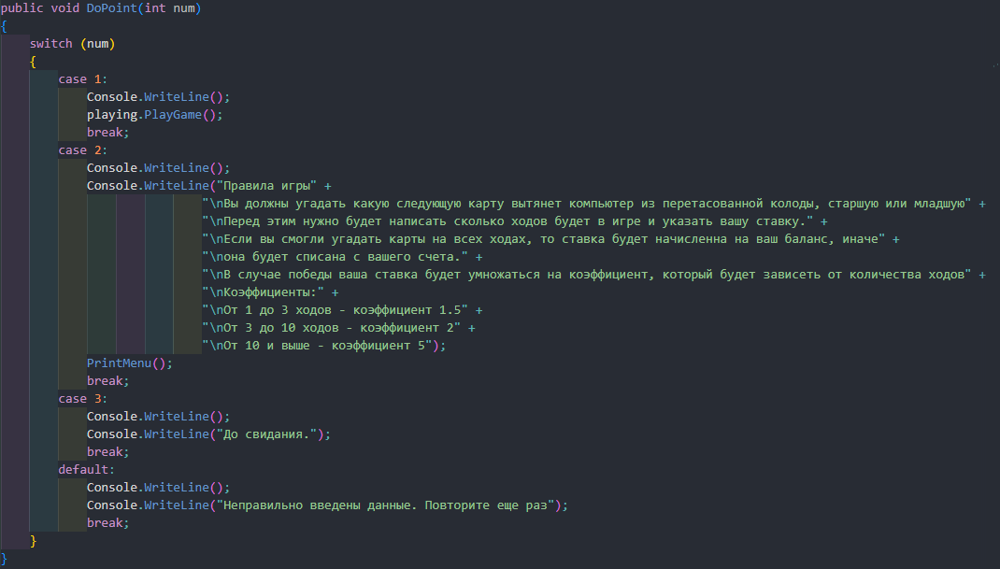 public void DoPoint(int num)
{
switch (num)
{
case 1:
Console.WriteLine();
playing.PlayGame();
break;
case 2:
Console.WriteLine();
Console.WriteLine("Правила игры" +
"\nВы должны угадать какую следующую карту вытянет компьютер из перетасованной колоды, старшую или младшую" +
"\nПеред этим нужно будет написать сколько ходов будет в игре и указать вашу ставку." +
"\nЕсли вы смогли угадать карты на всех ходах, то ставка будет начисленна на ваш баланс, иначе" +
"\nона будет списана с вашего счета." +
"\nВ случае победы ваша ставка будет умножаться на коэффициент, который будет зависеть от количества ходов" +
"\nКоэффициенты:" +
"\nОт 1 до 3 ходов - коэффициент 1.5" +
"\nОт 3 до 10 ходов - коэффициент 2" +
"\nОт 10 и выше - коэффициент 5");
PrintMenu();
break;
case 3:
Console.WriteLine();
Console.WriteLine("До свидания.");
break;
default:
Console.WriteLine();
Console.WriteLine("Неправильно введены данные. Повторите еще раз");
break;
}
}